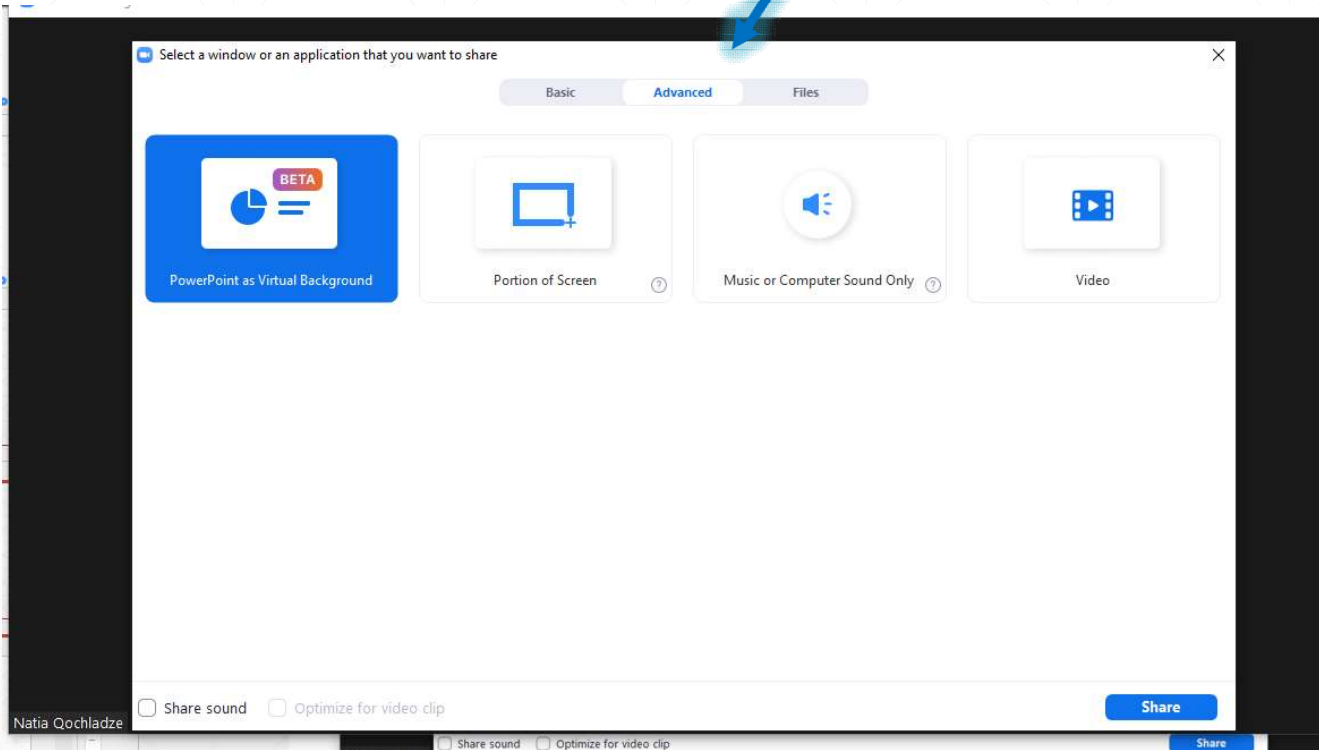 Select a window or an application that you want to share
Basic Advanced Files
BETA
PowerPoint as Virtual Background
Portion of Screen
Music or Computer Sound Only
Video
Share sound Optimize for video clip
Share
Natia Qochladze
Share sound Optimize for video clip
Share